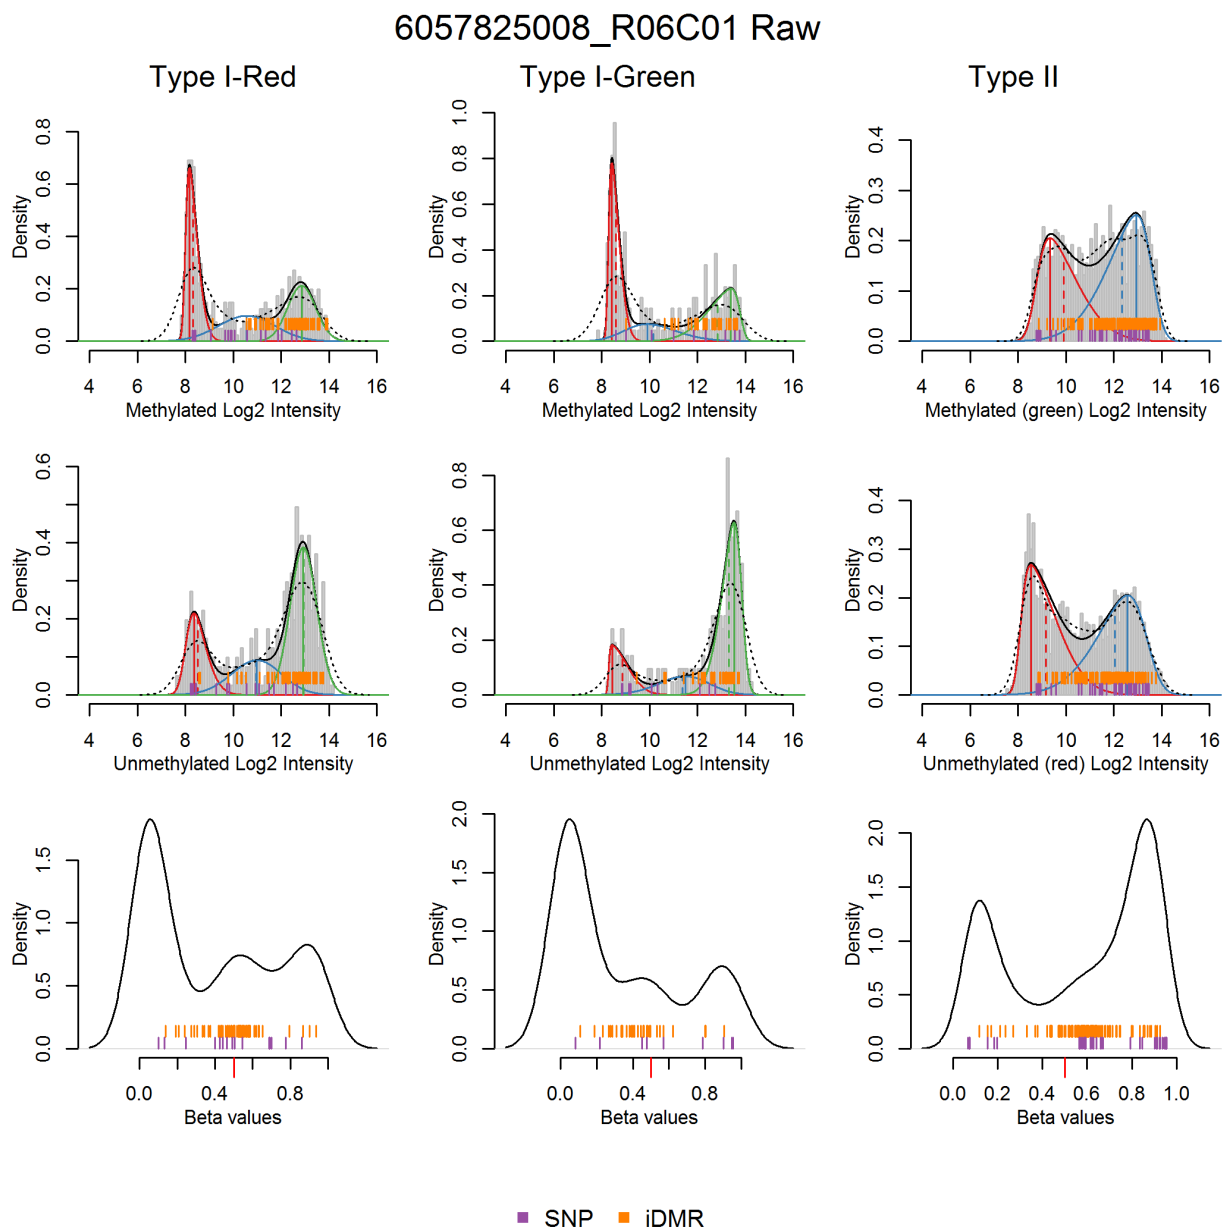 6057825008_R06C01 Raw
Type I-Red
Type I-Green
Type II
Density
0.0 0.2 0.4 0.6 0.8
4 6 8 10 12 14 16
Methylated Log2 Intensity
Density
0.0 0.2 0.4 0.6 0.8 1.0
4 6 8 10 12 14 16
Methylated Log2 Intensity
Density
0.0 0.1 0.2 0.3 0.4
4 6 8 10 12 14 16
Methylated (green) Log2 Intensity
Density
0.0 0.2 0.4 0.6
4 6 8 10 12 14 16
Unmethylated Log2 Intensity
Density
0.0 0.2 0.4 0.6 0.8
4 6 8 10 12 14 16
Unmethylated Log2 Intensity
Density
0.0 0.1 0.2 0.3 0.4
4 6 8 10 12 14 16
Unmethylated (red) Log2 Intensity
Density
0.0 0.5 1.0 1.5
0.0 0.4 0.8
Beta values
Density
0.0 0.5 1.0 1.5 2.0
0.0 0.4 0.8
Beta values
Density
0.0 0.5 1.0 1.5 2.0
0.0 0.2 0.4 0.6 0.8 1.0
Beta values
SNP iDMR